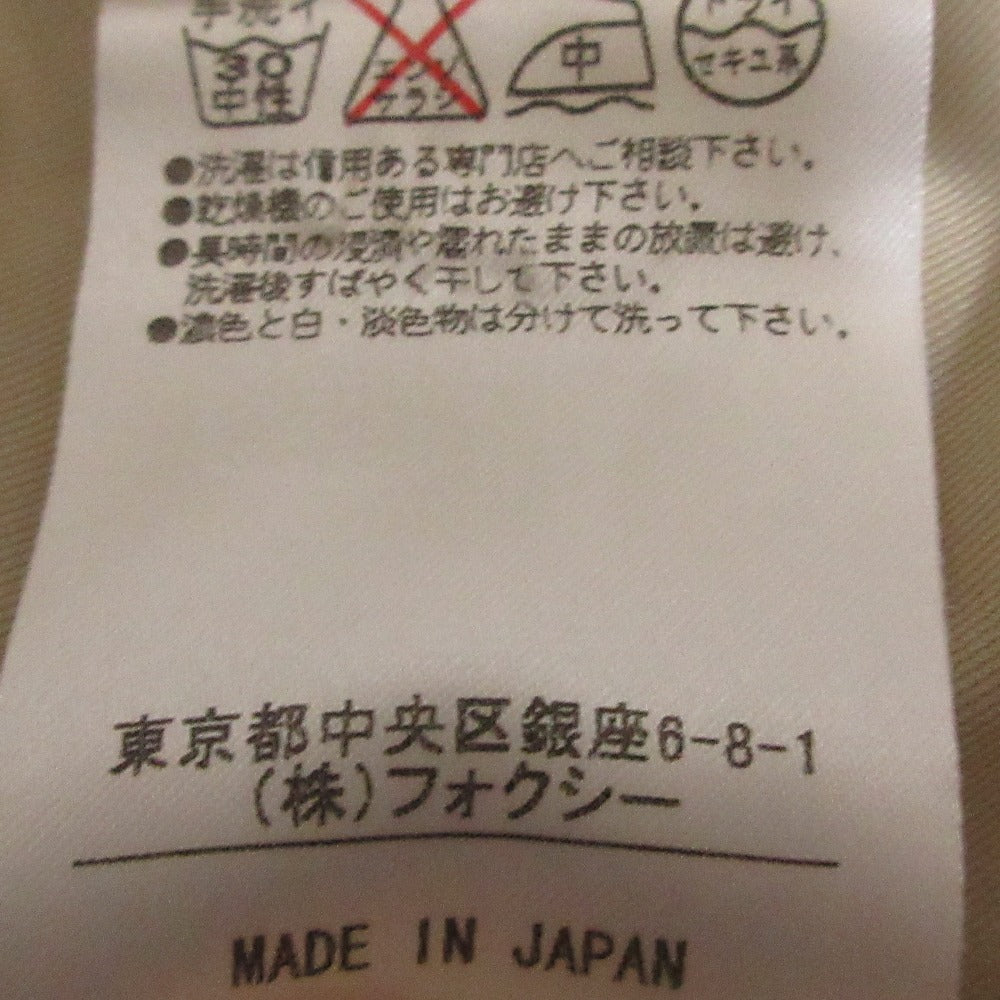 手洗イ
30
中性
エンソ
サラシ
中
ドライ
セキユ系
●洗濯は信用ある専門店へご相談下さい。
●乾燥機のご使用はお避け下さい。
●長時間の浸漬や濡れたままの放置は避け、
洗濯後すばやく干して下さい。
●濃色と白・淡色物は分けて洗って下さい。
東京都中央区銀座6-8-1
(株)フォクシー
MADE IN JAPAN